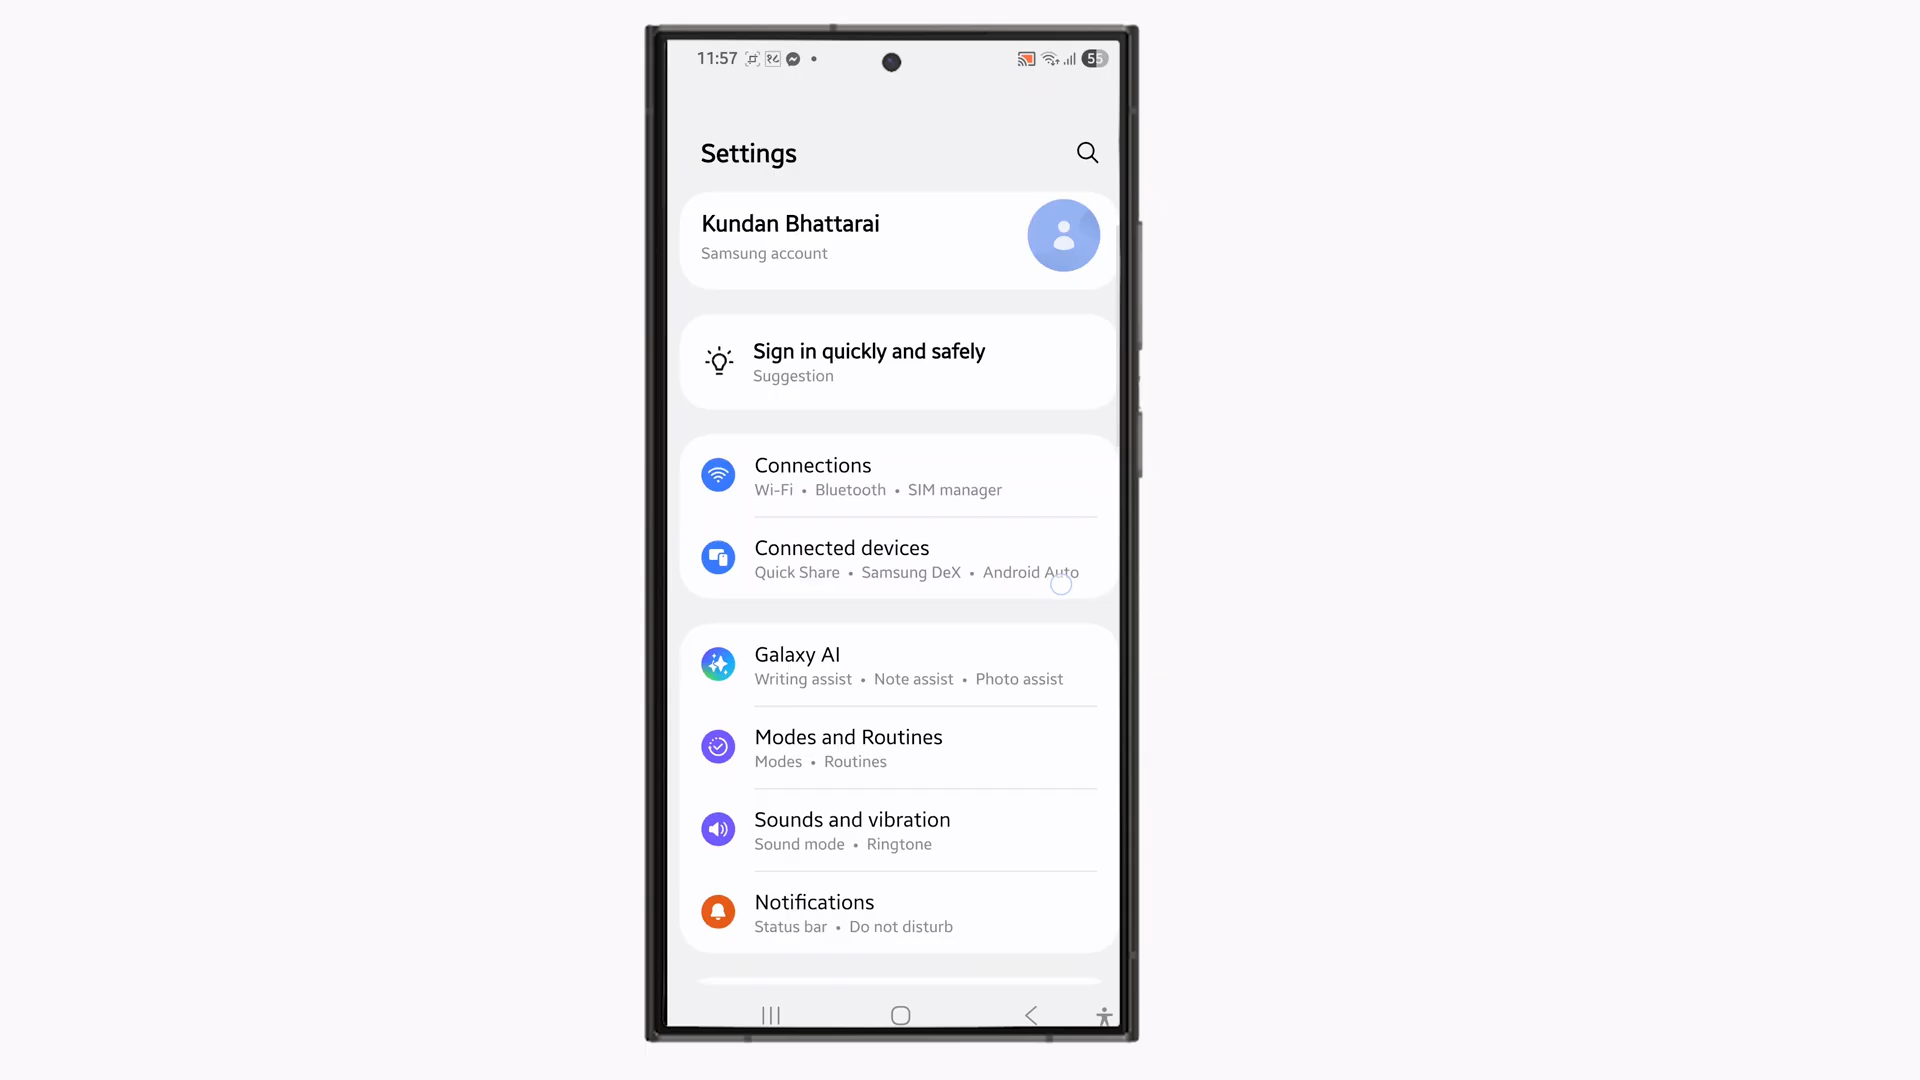 11:57
55
Settings
Kundan Bhattarai
Samsung account
Sign in quickly and safely
Suggestion
Connections
Wi-Fi • Bluetooth • SIM manager
Connected devices
Quick Share • Samsung DeX • Android Auto
Galaxy AI
Writing assist • Note assist • Photo assist
Modes and Routines
Modes • Routines
Sounds and vibration
Sound mode • Ringtone
Notifications
Status bar • Do not disturb